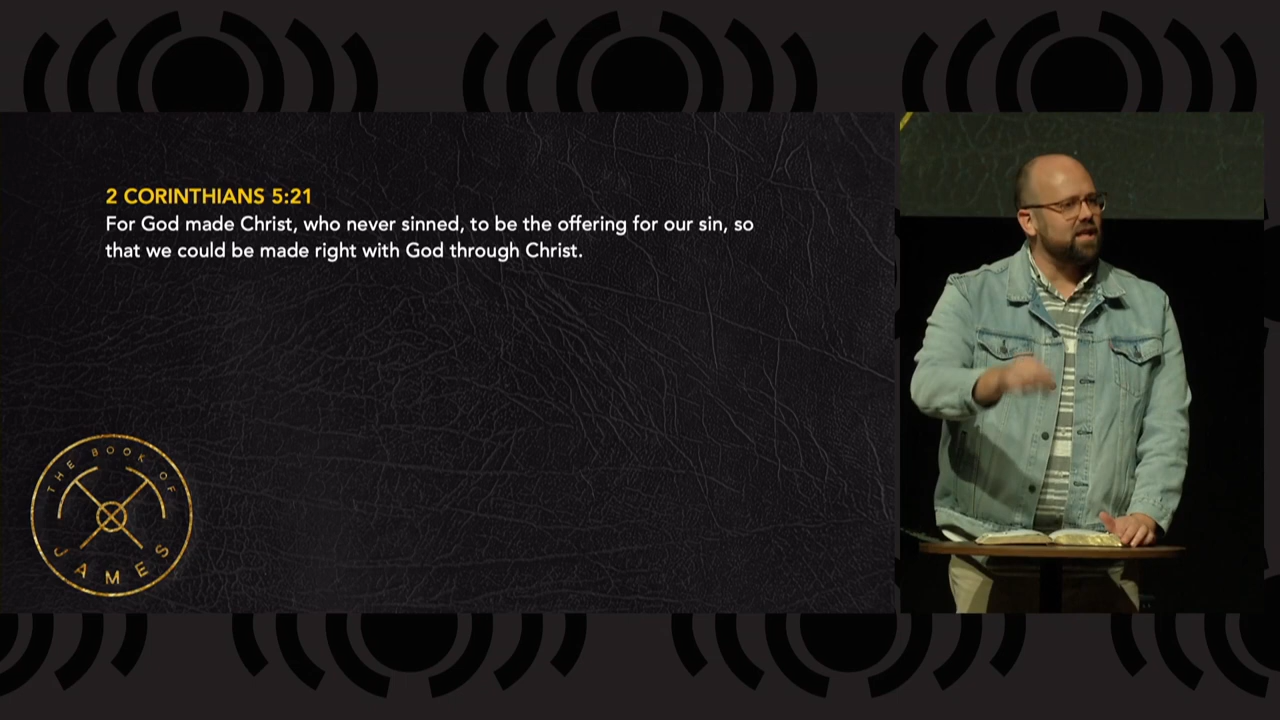 2 CORINTHIANS 5:21
For God made Christ, who never sinned, to be the offering for our sin, so
that we could be made right with God through Christ.
THE BOOK OF
JAMES